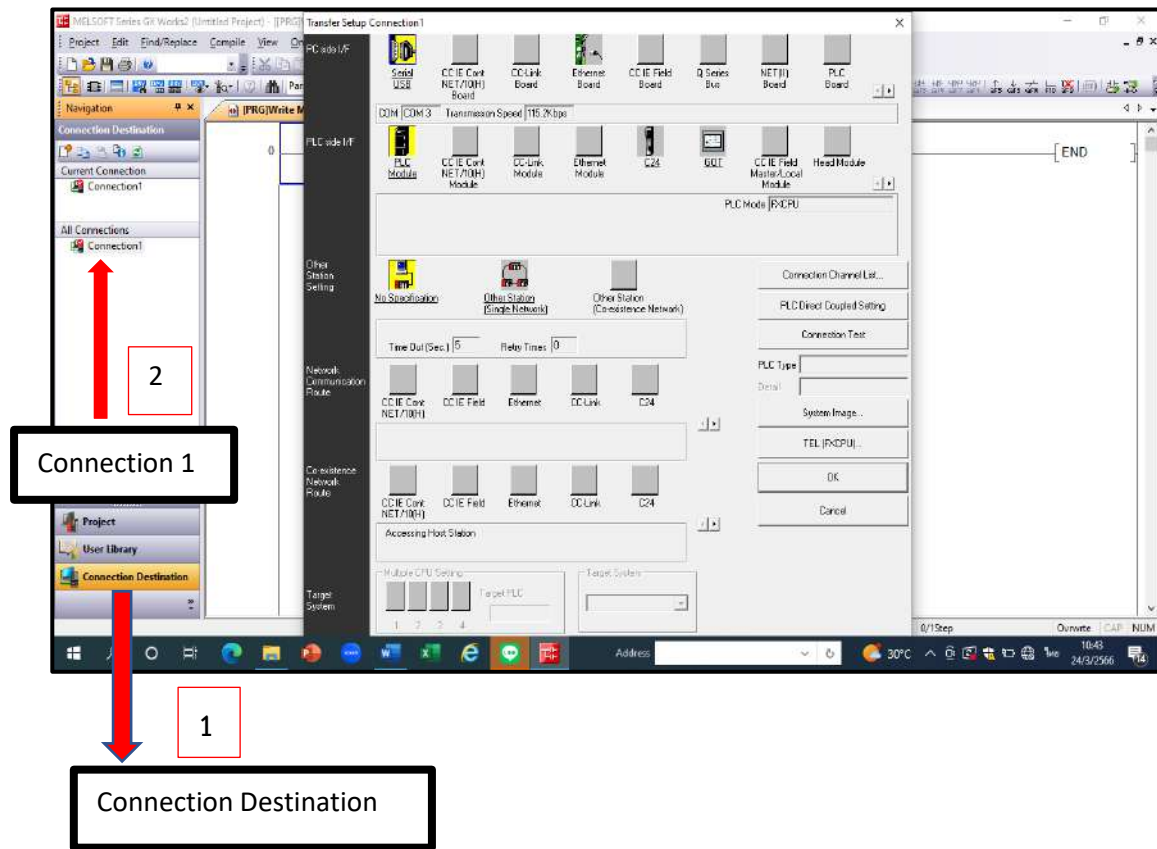 MELSOFT Series GX Works2 (Untitled Project) - [[PRG]
Transfer Setup Connection1
Project Edit Find/Replace Compile View On
Navigation
[PRG]Write M
Connection Destination
Current Connection
Connection1
All Connections
Connection1
Project
User Library
Connection Destination
0
END
PC side I/F
Serial USB
CC IE Cont NET/10(H) Board
CC-Link Board
Ethernet Board
CC IE Field Board
Q Series Bus
NET(II) Board
PLC Board
COM COM 3 Transmission Speed 115.2Kbps
PLC side I/F
PLC Module
CC IE Cont NET/10(H) Module
CC-Link Module
Ethernet Module
C24
GOT
CC IE Field Master/Local Module
Head Module
PLC Mode FXCPU
Other Station Setting
No Specification
Other Station (Single Network)
Other Station (Co-existence Network)
Time Out (Sec.) 5 Retry Times 0
Connection Channel List...
PLC Direct Coupled Setting
Connection Test
PLC Type
Detail
System Image...
TEL (FXCPU)...
OK
Cancel
Network Communication Route
CC IE Cont NET/10(H)
CC IE Field
Ethernet
CC-Link
C24
Co-existence Network Route
CC IE Cont NET/10(H)
CC IE Field
Ethernet
CC-Link
C24
Accessing Host Station
Target System
Multiple CPU Setting
1 2 3 4
Target PLC
Target System
0/1Step
Ovrwrte CAP NUM
Address
30°C
10:43
24/3/2566
14
2
Connection 1
1
Connection Destination